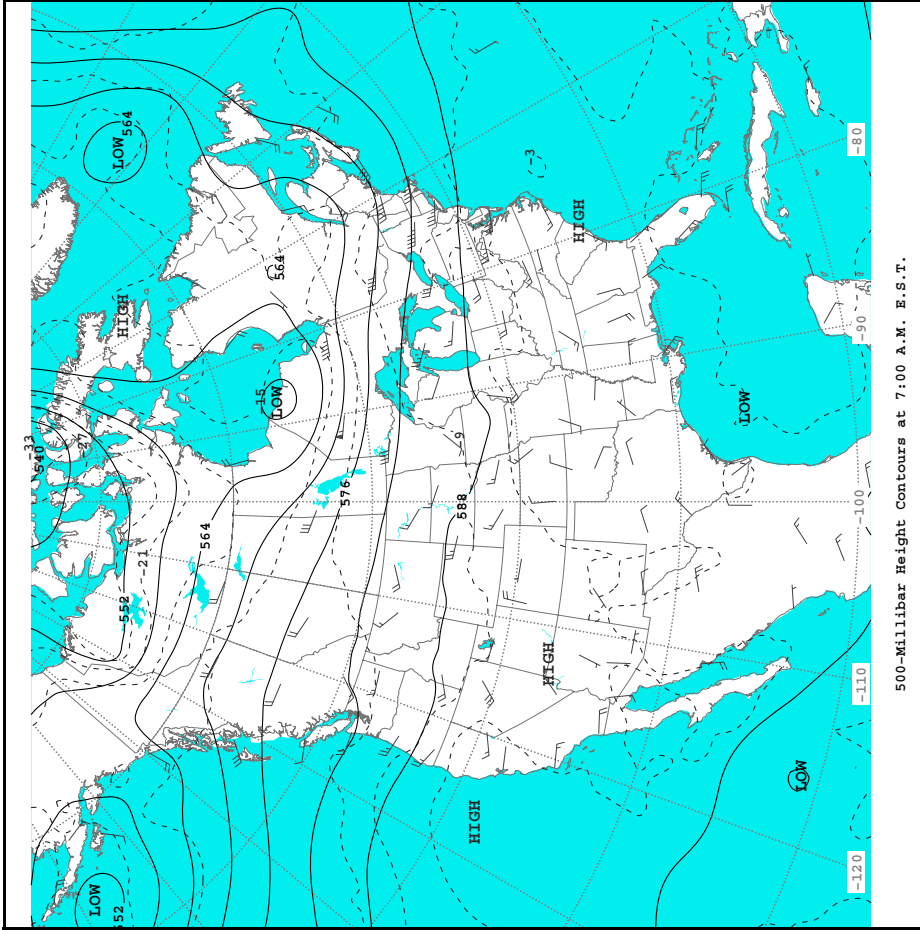 LOW
564
HIGH
-33
540
-27
-15
LOW
564
-3
HIGH
-80
-90
LOW
-9
576
588
-100
564
-21
552
HIGH
-110
LOW
HIGH
LOW
552
-120
500-Millibar Height Contours at 7:00 A.M. E.S.T.